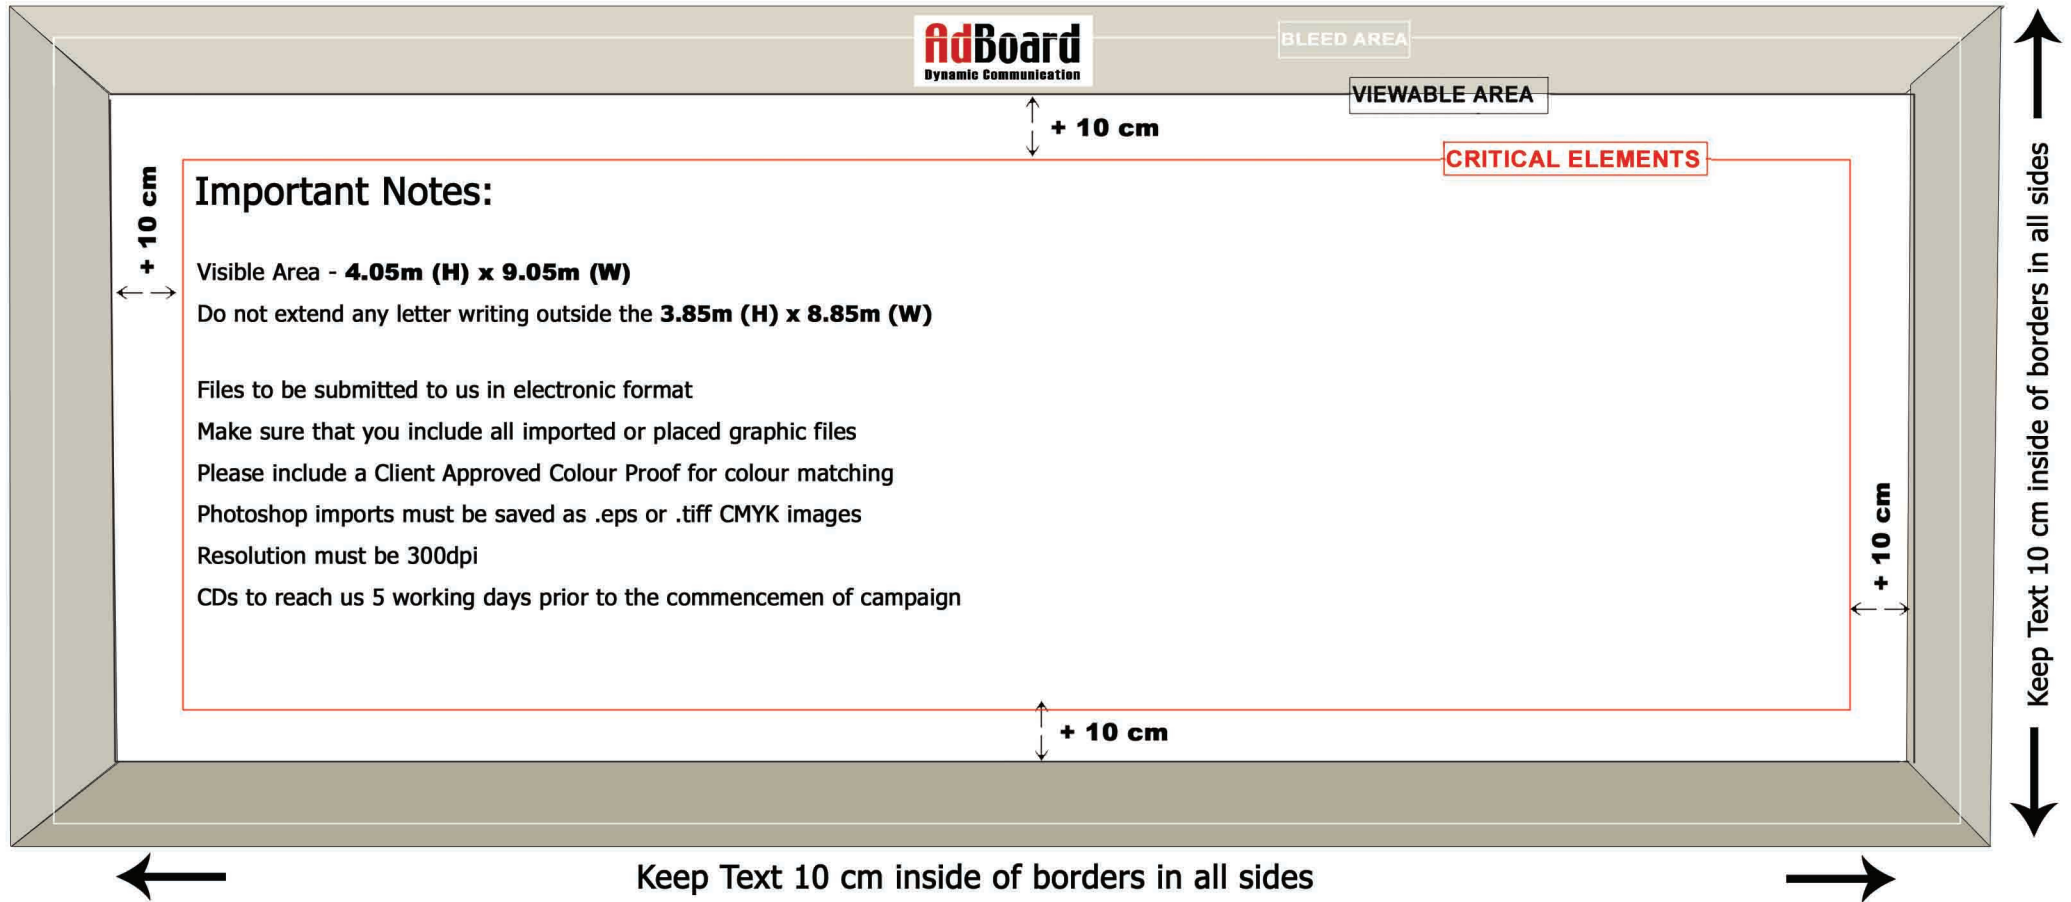 AdBoard
Dynamic Communication
BLEED AREA
VIEWABLE AREA
+ 10 cm
CRITICAL ELEMENTS
+ 10 cm
Important Notes:
Visible Area - 4.05m (H) x 9.05m (W)
Do not extend any letter writing outside the 3.85m (H) x 8.85m (W)
Files to be submitted to us in electronic format
Make sure that you include all imported or placed graphic files
Please include a Client Approved Colour Proof for colour matching
Photoshop imports must be saved as .eps or .tiff CMYK images
Resolution must be 300dpi
CDs to reach us 5 working days prior to the commencemen of campaign
+ 10 cm
+ 10 cm
Keep Text 10 cm inside of borders in all sides
Keep Text 10 cm inside of borders in all sides